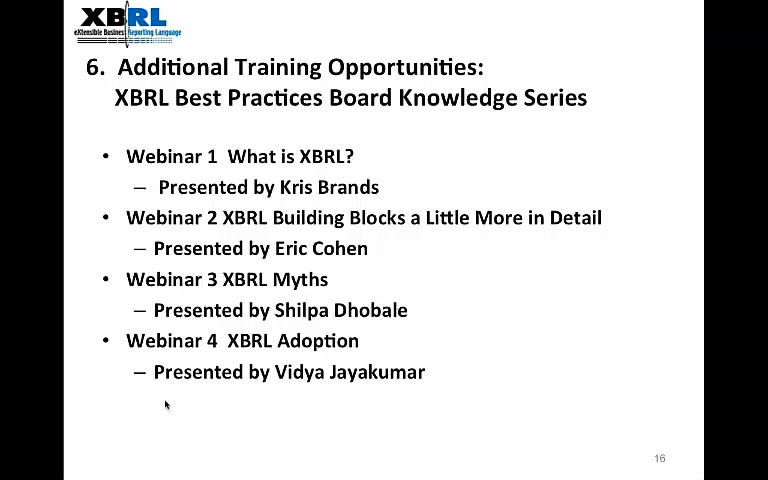 XBRL
eXtensible Business Reporting Language
6. Additional Training Opportunities:
XBRL Best Practices Board Knowledge Series
• Webinar 1 What is XBRL?
– Presented by Kris Brands
• Webinar 2 XBRL Building Blocks a Little More in Detail
– Presented by Eric Cohen
• Webinar 3 XBRL Myths
– Presented by Shilpa Dhobale
• Webinar 4 XBRL Adoption
– Presented by Vidya Jayakumar
16